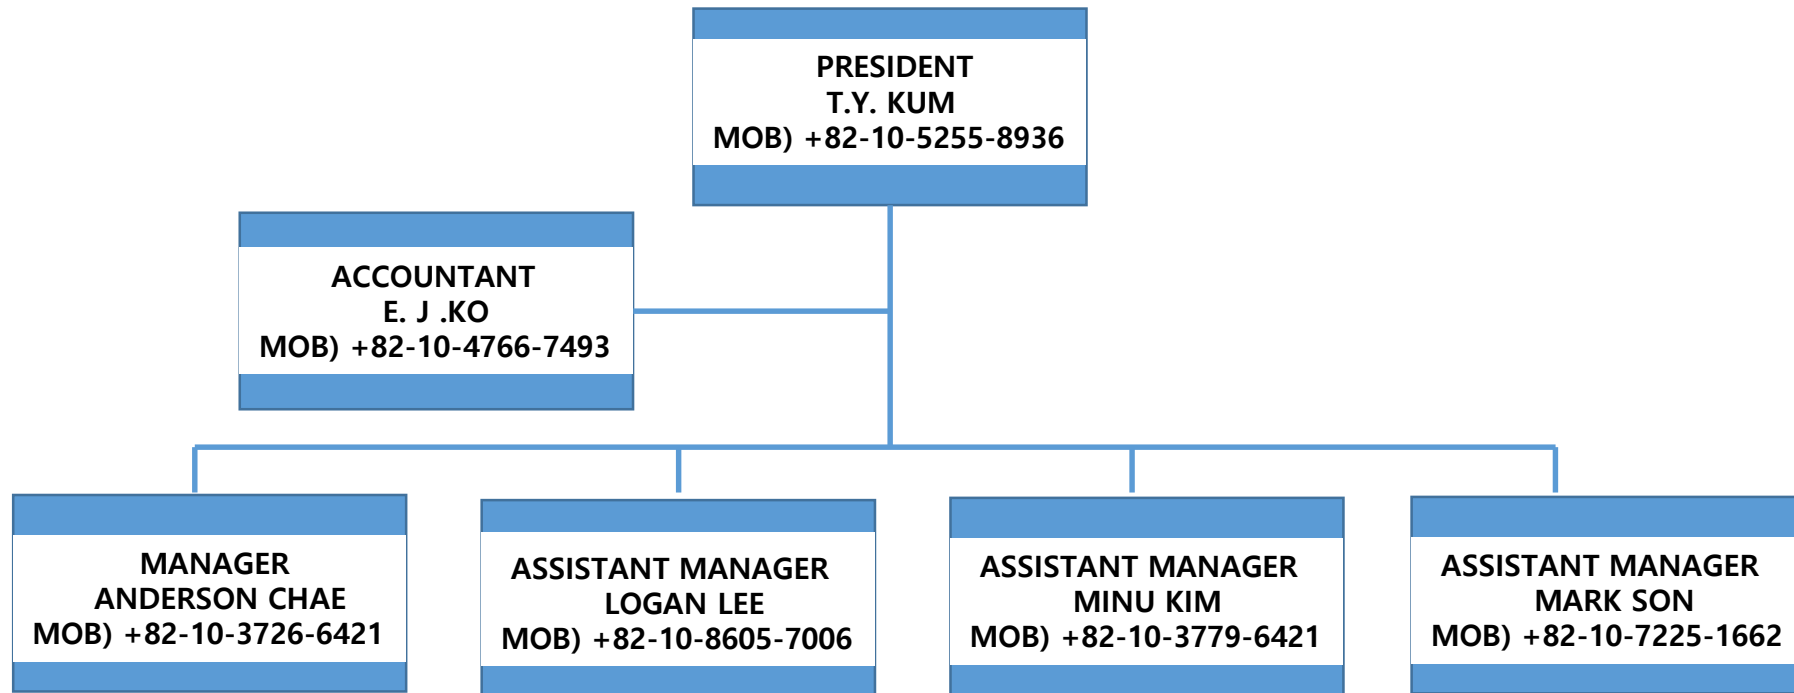 PRESIDENT
T.Y. KUM
MOB) +82-10-5255-8936
ACCOUNTANT
E. J .KO
MOB) +82-10-4766-7493
MANAGER
ANDERSON CHAE
MOB) +82-10-3726-6421
ASSISTANT MANAGER
LOGAN LEE
MOB) +82-10-8605-7006
ASSISTANT MANAGER
MINU KIM
MOB) +82-10-3779-6421
ASSISTANT MANAGER
MARK SON
MOB) +82-10-7225-1662